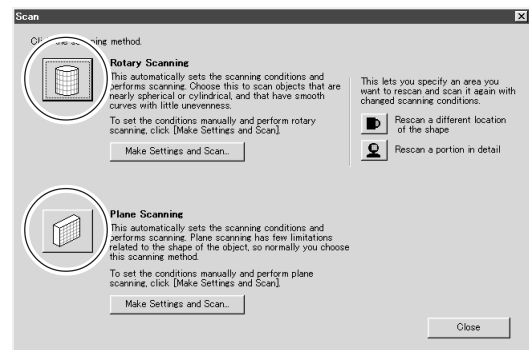 Scan
Click the scanning method.
Rotary Scanning
This automatically sets the scanning conditions and
performs scanning. Choose this to scan objects that are
nearly spherical or cylindrical, and that have smooth
curves with little unevenness.
To set the conditions manually and perform rotary
scanning, click [Make Settings and Scan].
Make Settings and Scan...
This lets you specify an area you
want to rescan and scan it again with
changed scanning conditions.
Rescan a different location
of the shape
Rescan a portion in detail
Plane Scanning
This automatically sets the scanning conditions and
performs scanning. Plane scanning has few limitations
related to the shape of the object, so normally you choose
this scanning method.
To set the conditions manually and perform plane
scanning, click [Make Settings and Scan].
Make Settings and Scan...
Close